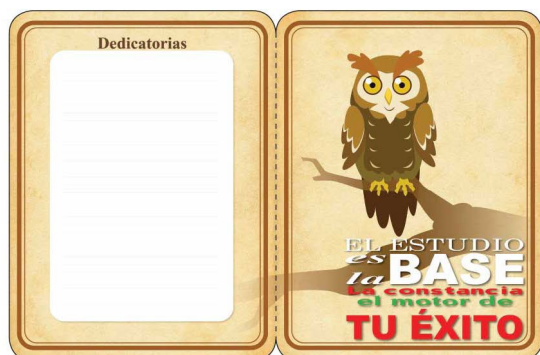 Dedicatorias
EL ESTUDIO
es
la BASE
La constancia
el motor de
TU ÉXITO